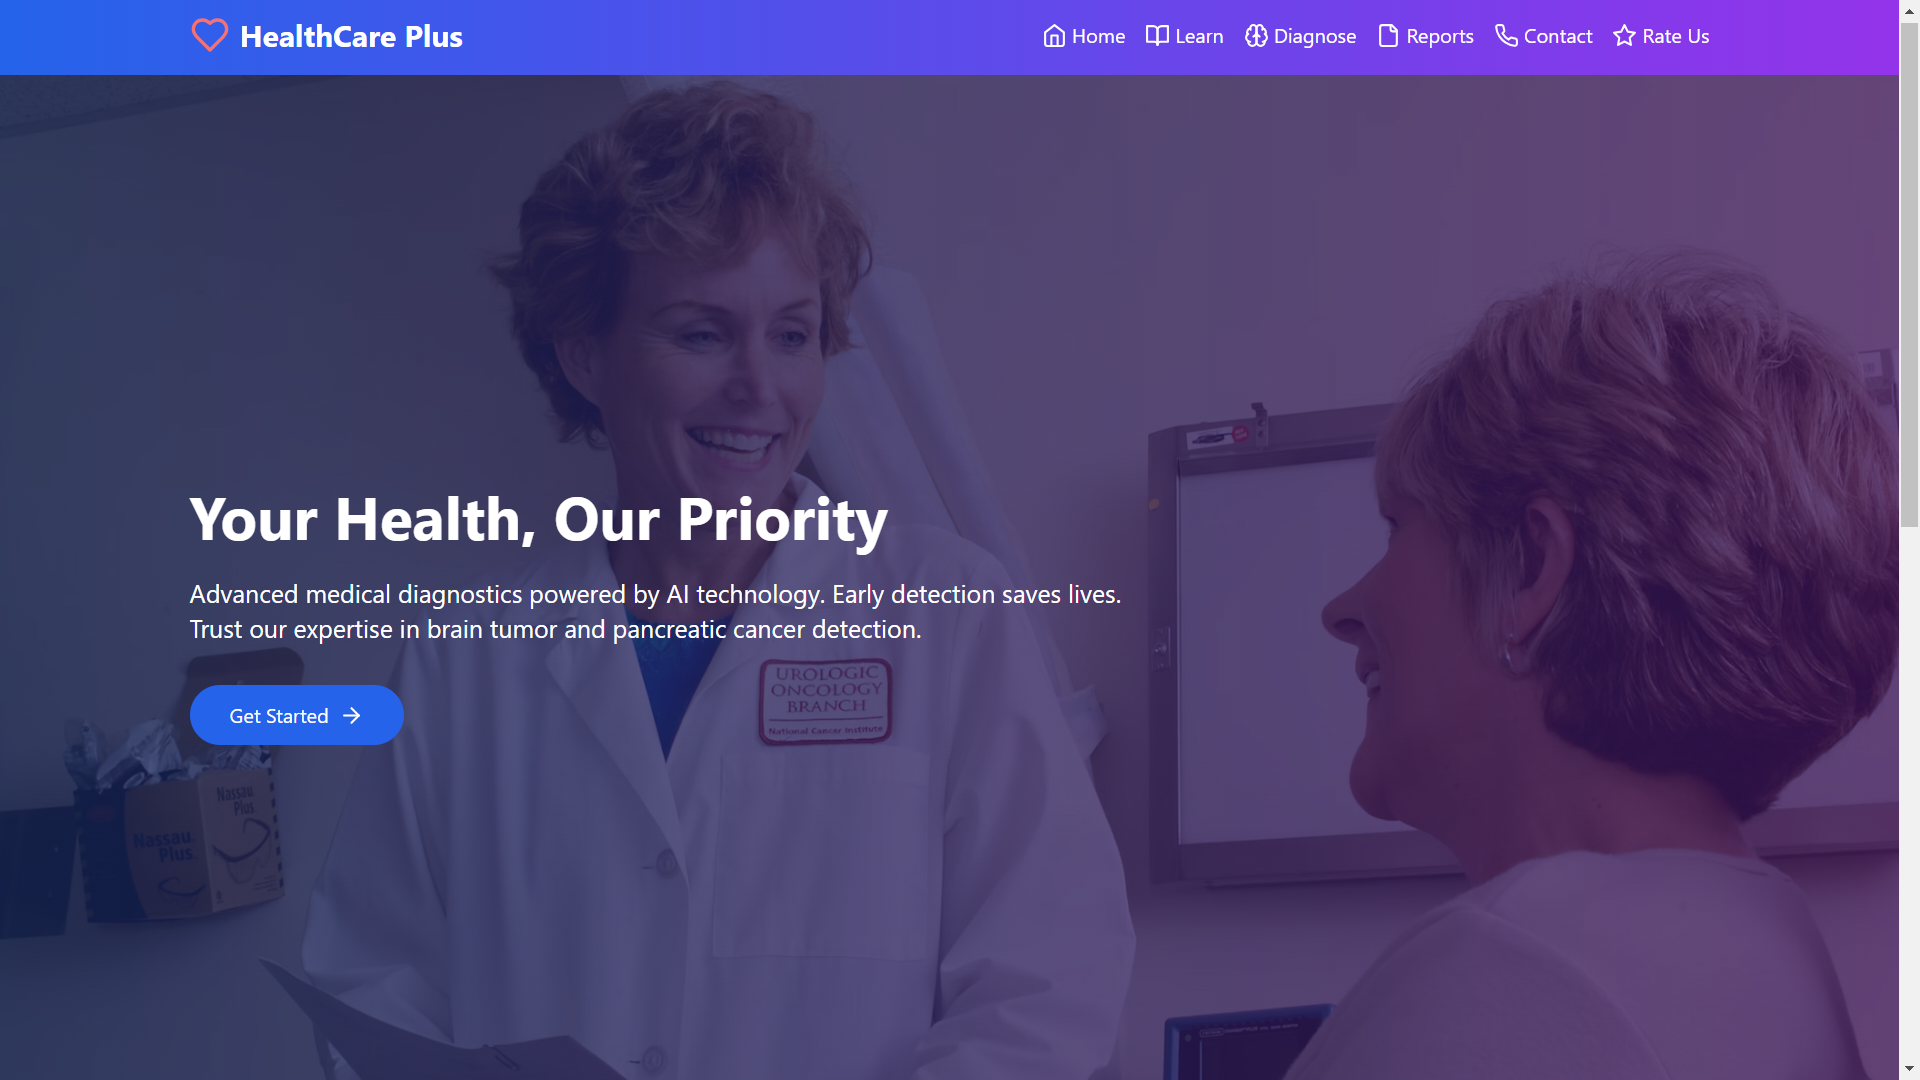 HealthCare Plus
Home
Learn
Diagnose
Reports
Contact
Rate Us
Your Health, Our Priority
Advanced medical diagnostics powered by AI technology. Early detection saves lives.
Trust our expertise in brain tumor and pancreatic cancer detection.
UROLOGIC
ONCOLOGY
BRANCH
National Cancer Institute
Get Started
Nassau
Plus
Nassau
Plus